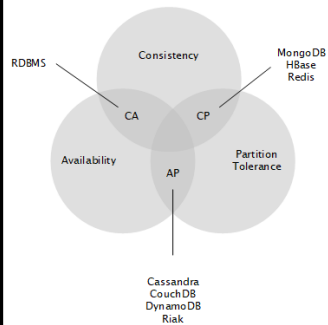 Consistency
RDBMS
MongoDB
HBase
Redis
CA
CP
Availability
Partition
Tolerance
AP
Cassandra
CouchDB
DynamoDB
Riak